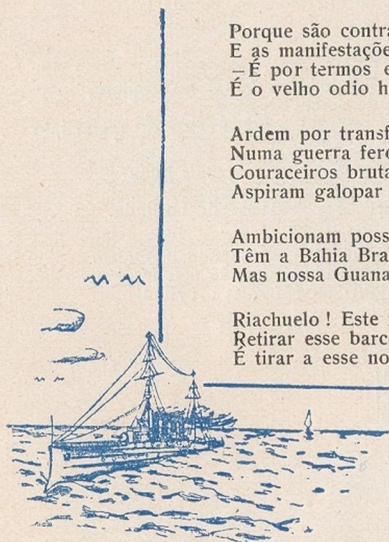 Porque são contra
E as manifestaçõe
—É por termos e
É o velho odio h
Ardem por transf
Numa guerra fero
Couraceiros bruta
Aspiram galopar
Ambicionam poss
Têm a Bahia Bra
Mas nossa Guana
Riachuelo! Este
Retirar esse barc
É tirar a esse no